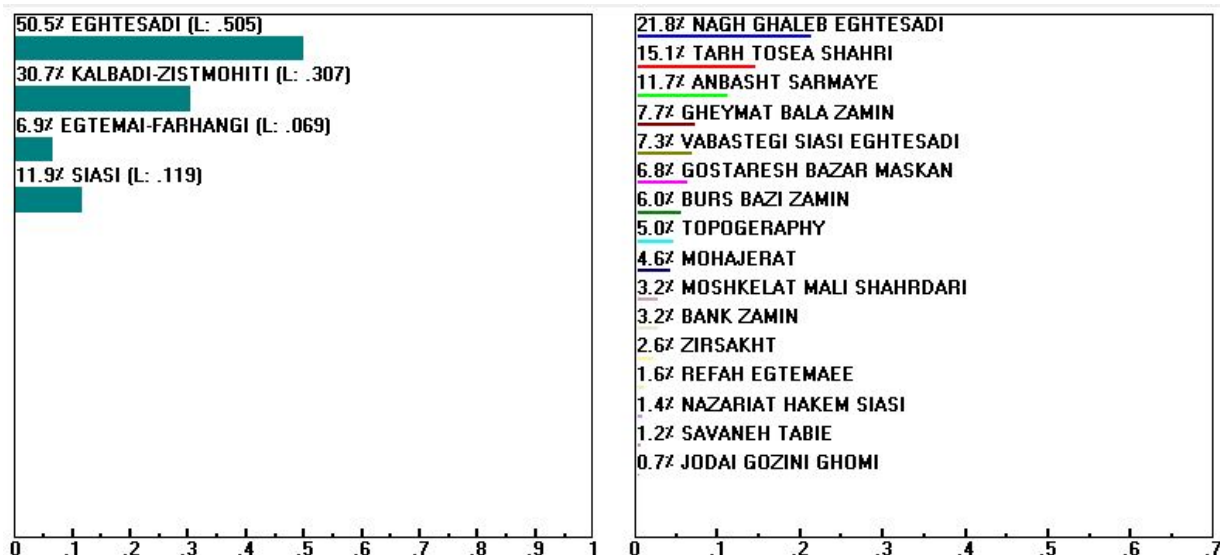 50.5% EGHTESADI (L: .505)
30.7% KALBADI-ZISTMOHITI (L: .307)
6.9% EGTEMAI-FARHANGI (L: .069)
11.9% SIASI (L: .119)
0 .1 .2 .3 .4 .5 .6 .7 .8 .9 1
21.8% NAGH GHALEB EGHTESADI
15.1% TARH TOSEA SHAHRI
11.7% ANBASHT SARMAYE
7.7% GHEYMAT BALA ZAMIN
7.3% VABASTEGI SIASI EGHTESADI
6.8% GOSTARESH BAZAR MASKAN
6.0% BURS BAZI ZAMIN
5.0% TOPOGERAPHY
4.6% MOHAJERAT
3.2% MOSHKELAT MALI SHAHRDARI
3.2% BANK ZAMIN
2.6% ZIRSAKHT
1.6% REFAH EGTEMAEE
1.4% NAZARIAT HAKEM SIASI
1.2% SAVANEH TABIE
0.7% JODAI GOZINI GHOMI
0 .1 .2 .3 .4 .5 .6 .7